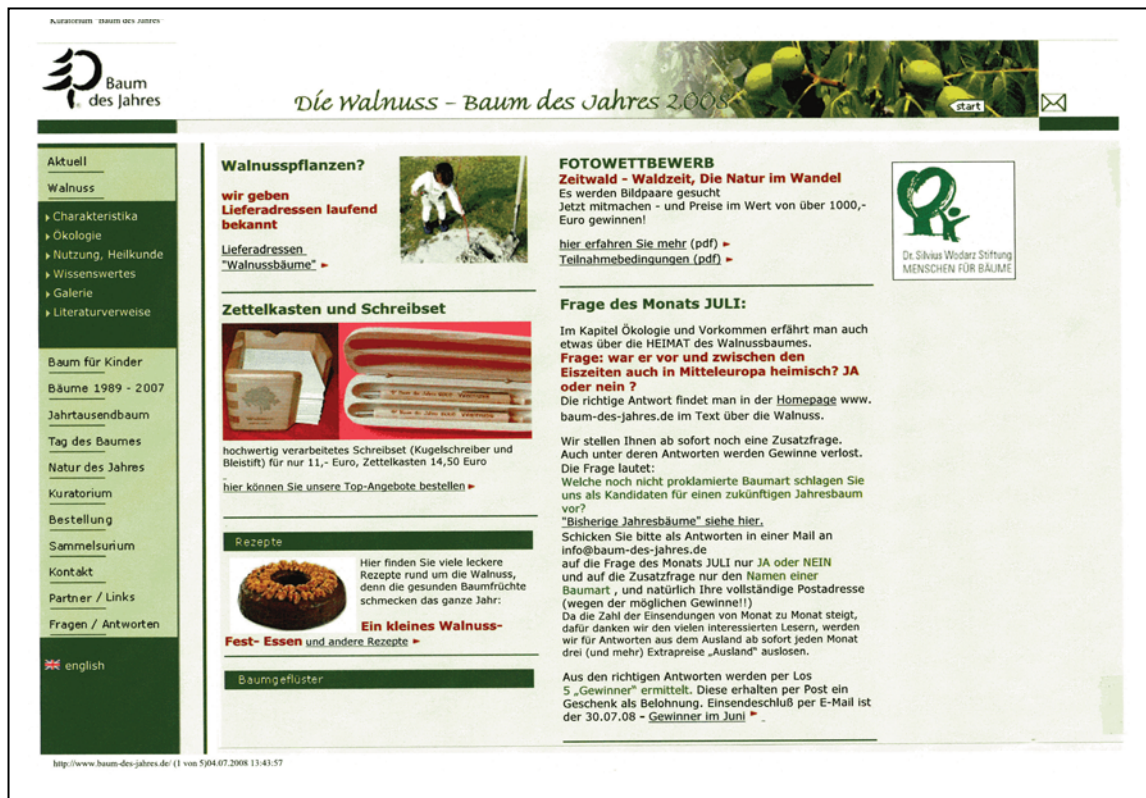 Kuratorium "Baum des Jahres"
Baum
des Jahres
Die Walnuss - Baum des Jahres 2008
start
Aktuell
Walnuss
Charakteristika
Ökologie
Nutzung, Heilkunde
Wissenswertes
Galerie
Literaturverweise
Baum für Kinder
Bäume 1989 - 2007
Jahrtausendbaum
Tag des Baumes
Natur des Jahres
Kuratorium
Bestellung
Sammelsurium
Kontakt
Partner / Links
Fragen / Antworten
english
Walnusspflanzen?
wir geben
Lieferadressen laufend
bekannt
Lieferadressen
"Walnussbäume"
Zettelkasten und Schreibset
hochwertig verarbeitetes Schreibset (Kugelschreiber und
Bleistift) für nur 11,- Euro, Zettelkasten 14,50 Euro
hier können Sie unsere Top-Angebote bestellen
Rezepte
Hier finden Sie viele leckere
Rezepte rund um die Walnuss,
denn die gesunden Baumfrüchte
schmecken das ganze Jahr:
Ein kleines Walnuss-
Fest- Essen und andere Rezepte
Baumgeflüster
FOTOWETTBEWERB
Zeitwald - Waldzeit, Die Natur im Wandel
Es werden Bildpaare gesucht
Jetzt mitmachen - und Preise im Wert von über 1000,-
Euro gewinnen!
hier erfahren Sie mehr (pdf)
Teilnahmebedingungen (pdf)
Frage des Monats JULI:
Im Kapitel Ökologie und Vorkommen erfährt man auch
etwas über die HEIMAT des Walnussbaumes.
Frage: war er vor und zwischen den
Eiszeiten auch in Mitteleuropa heimisch? JA
oder nein ?
Die richtige Antwort findet man in der Homepage www.
baum-des-jahres.de im Text über die Walnuss.
Wir stellen Ihnen ab sofort noch eine Zusatzfrage.
Auch unter deren Antworten werden Gewinne verlost.
Die Frage lautet:
Welche noch nicht proklamierte Baumart schlagen Sie
uns als Kandidaten für einen zukünftigen Jahresbaum
vor?
"Bisherige Jahresbäume" siehe hier.
Schicken Sie bitte als Antworten in einer Mail an
info@baum-des-jahres.de
auf die Frage des Monats JULI nur JA oder NEIN
und auf die Zusatzfrage nur den Namen einer
Baumart , und natürlich Ihre vollständige Postadresse
(wegen der möglichen Gewinne!!)
Da die Zahl der Einsendungen von Monat zu Monat steigt,
dafür danken wir den vielen interessierten Lesern, werden
wir für Antworten aus dem Ausland ab sofort jeden Monat
drei (und mehr) Extrapreise „Ausland" auslosen.
Aus den richtigen Antworten werden per Los
5 „Gewinner" ermittelt. Diese erhalten per Post ein
Geschenk als Belohnung. Einsendeschluß per E-Mail ist
der 30.07.08 - Gewinner im Juni
Dr. Silvius Wodarz Stiftung
MENSCHEN FÜR BÄUME
http://www.baum-des-jahres.de/ (1 von 5)04.07.2008 13:43:57